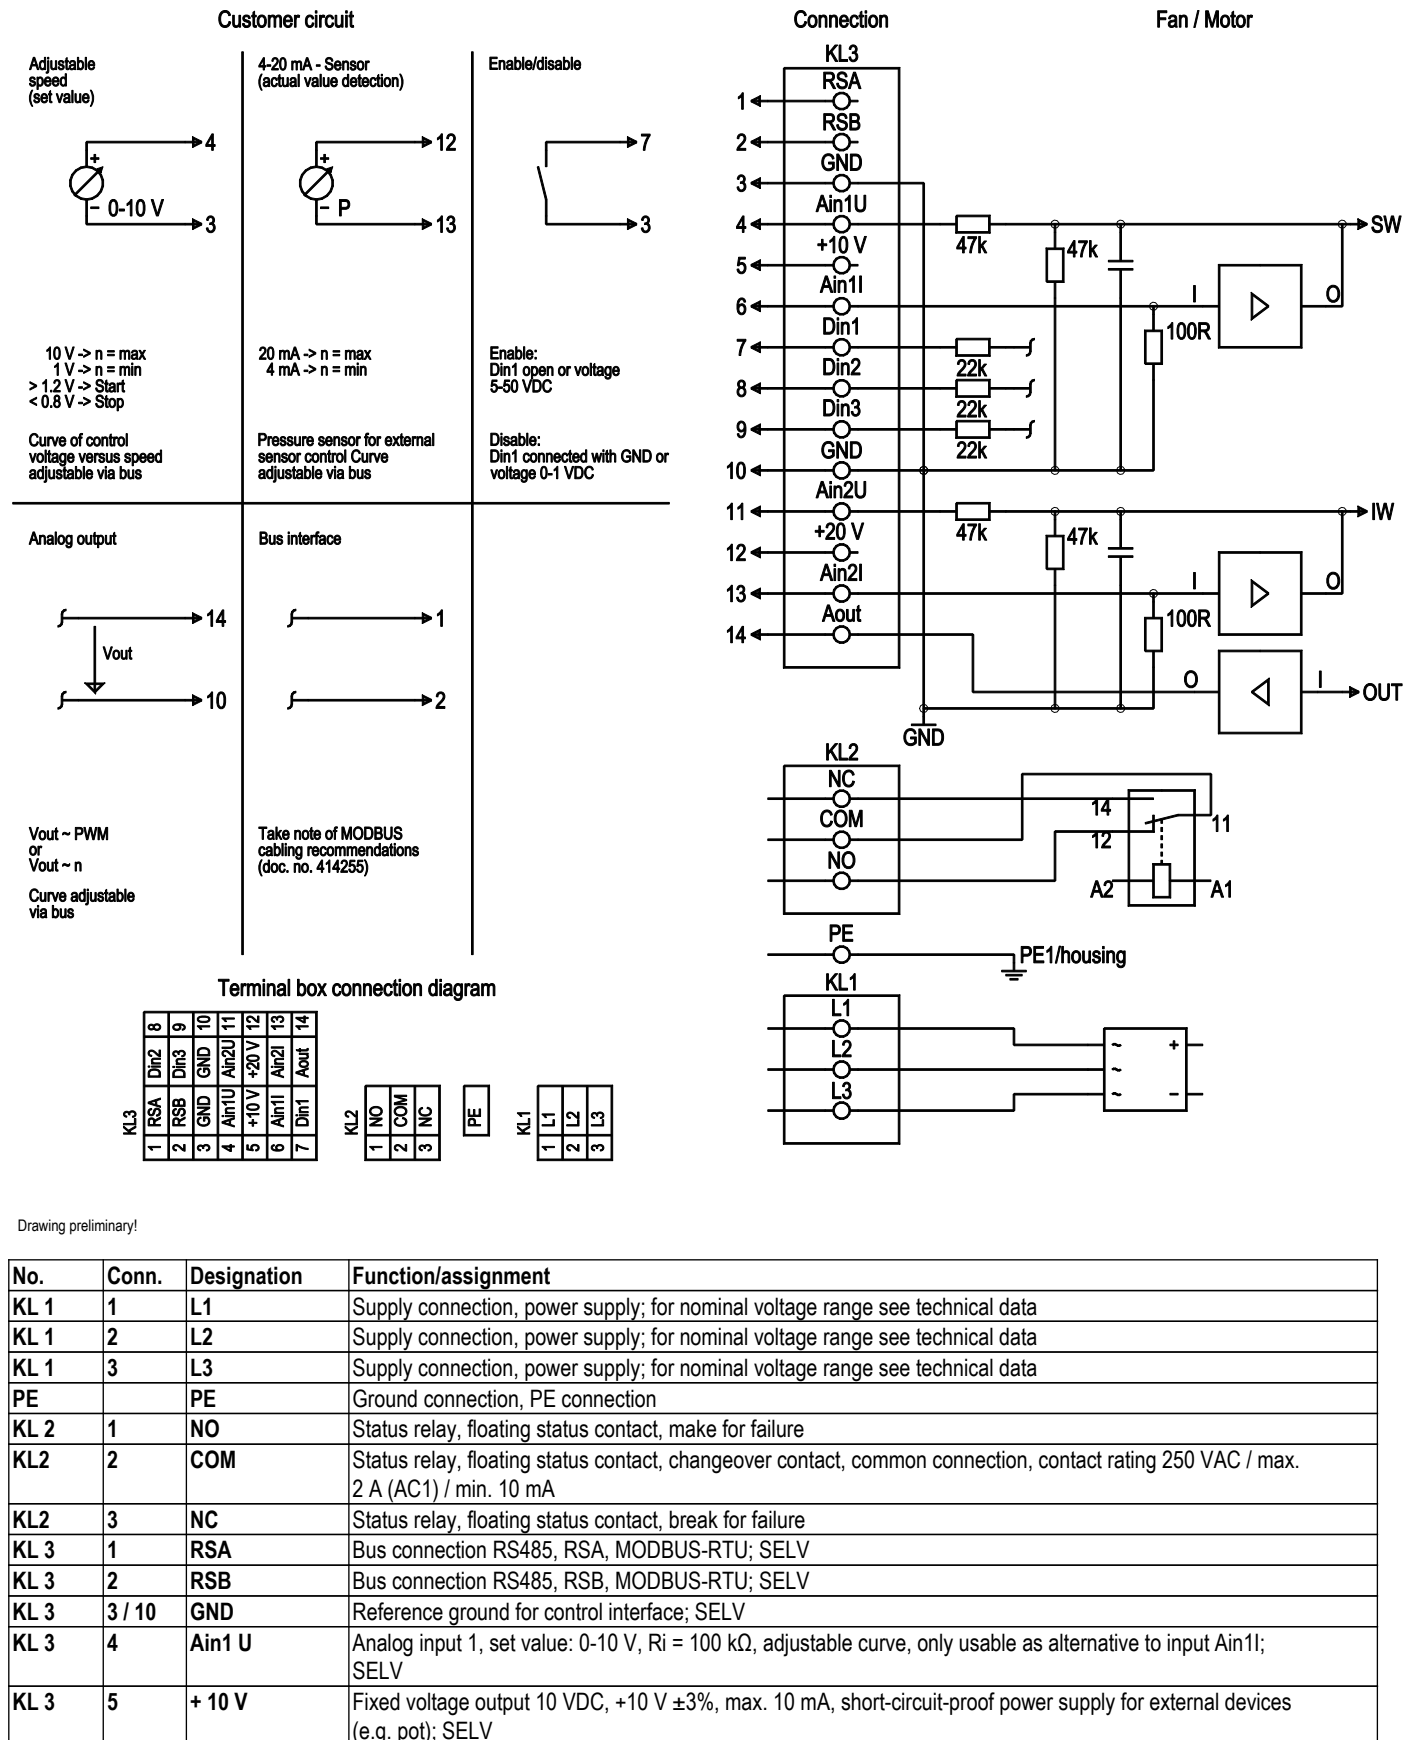 Customer circuit
Connection
Fan / Motor
Adjustable
speed
(set value)
+
4
− 0-10 V
3
10 V -> n = max
1 V -> n = min
> 1.2 V -> Start
< 0.8 V -> Stop
Curve of control
voltage versus speed
adjustable via bus
4-20 mA - Sensor
(actual value detection)
+
12
− P
13
20 mA -> n = max
4 mA -> n = min
Pressure sensor for external
sensor control Curve
adjustable via bus
Enable/disable
7
3
Enable:
Din1 open or voltage
5-50 VDC
Disable:
Din1 connected with GND or
voltage 0-1 VDC
Analog output
14
Vout
10
Vout ~ PWM
or
Vout ~ n
Curve adjustable
via bus
Bus interface
1
2
Take note of MODBUS
cabling recommendations
(doc. no. 414255)
KL3
RSA
1
RSB
2
GND
3
Ain1U
4
47k
47k
SW
+10 V
5
Ain1I
6
I
O
100R
Din1
7
22k
Din2
8
22k
Din3
9
22k
GND
10
Ain2U
11
47k
47k
IW
+20 V
12
Ain2I
13
I
O
100R
Aout
14
O
I
OUT
GND
KL2
NC
14
COM
11
12
NO
A2
A1
PE
PE1/housing
KL1
L1
L2
L3
~
~
~
+
−
Terminal box connection diagram
KL3
8 9 10 11 12 13 14
Din2 Din3 GND Ain2U +20 V Ain2I Aout
RSA RSB GND Ain1U +10 V Ain1I Din1
1 2 3 4 5 6 7
KL2
NO COM NC
1 2 3
PE
KL1
L1 L2 L3
1 2 3
Drawing preliminary!
No. Conn. Designation Function/assignment
KL 1 1 L1 Supply connection, power supply; for nominal voltage range see technical data
KL 1 2 L2 Supply connection, power supply; for nominal voltage range see technical data
KL 1 3 L3 Supply connection, power supply; for nominal voltage range see technical data
PE PE Ground connection, PE connection
KL 2 1 NO Status relay, floating status contact, make for failure
KL2 2 COM Status relay, floating status contact, changeover contact, common connection, contact rating 250 VAC / max.
2 A (AC1) / min. 10 mA
KL2 3 NC Status relay, floating status contact, break for failure
KL 3 1 RSA Bus connection RS485, RSA, MODBUS-RTU; SELV
KL 3 2 RSB Bus connection RS485, RSB, MODBUS-RTU; SELV
KL 3 3 / 10 GND Reference ground for control interface; SELV
KL 3 4 Ain1 U Analog input 1, set value: 0-10 V, Ri = 100 kΩ, adjustable curve, only usable as alternative to input Ain1I;
SELV
KL 3 5 + 10 V Fixed voltage output 10 VDC, +10 V ±3%, max. 10 mA, short-circuit-proof power supply for external devices
(e.g. pot); SELV